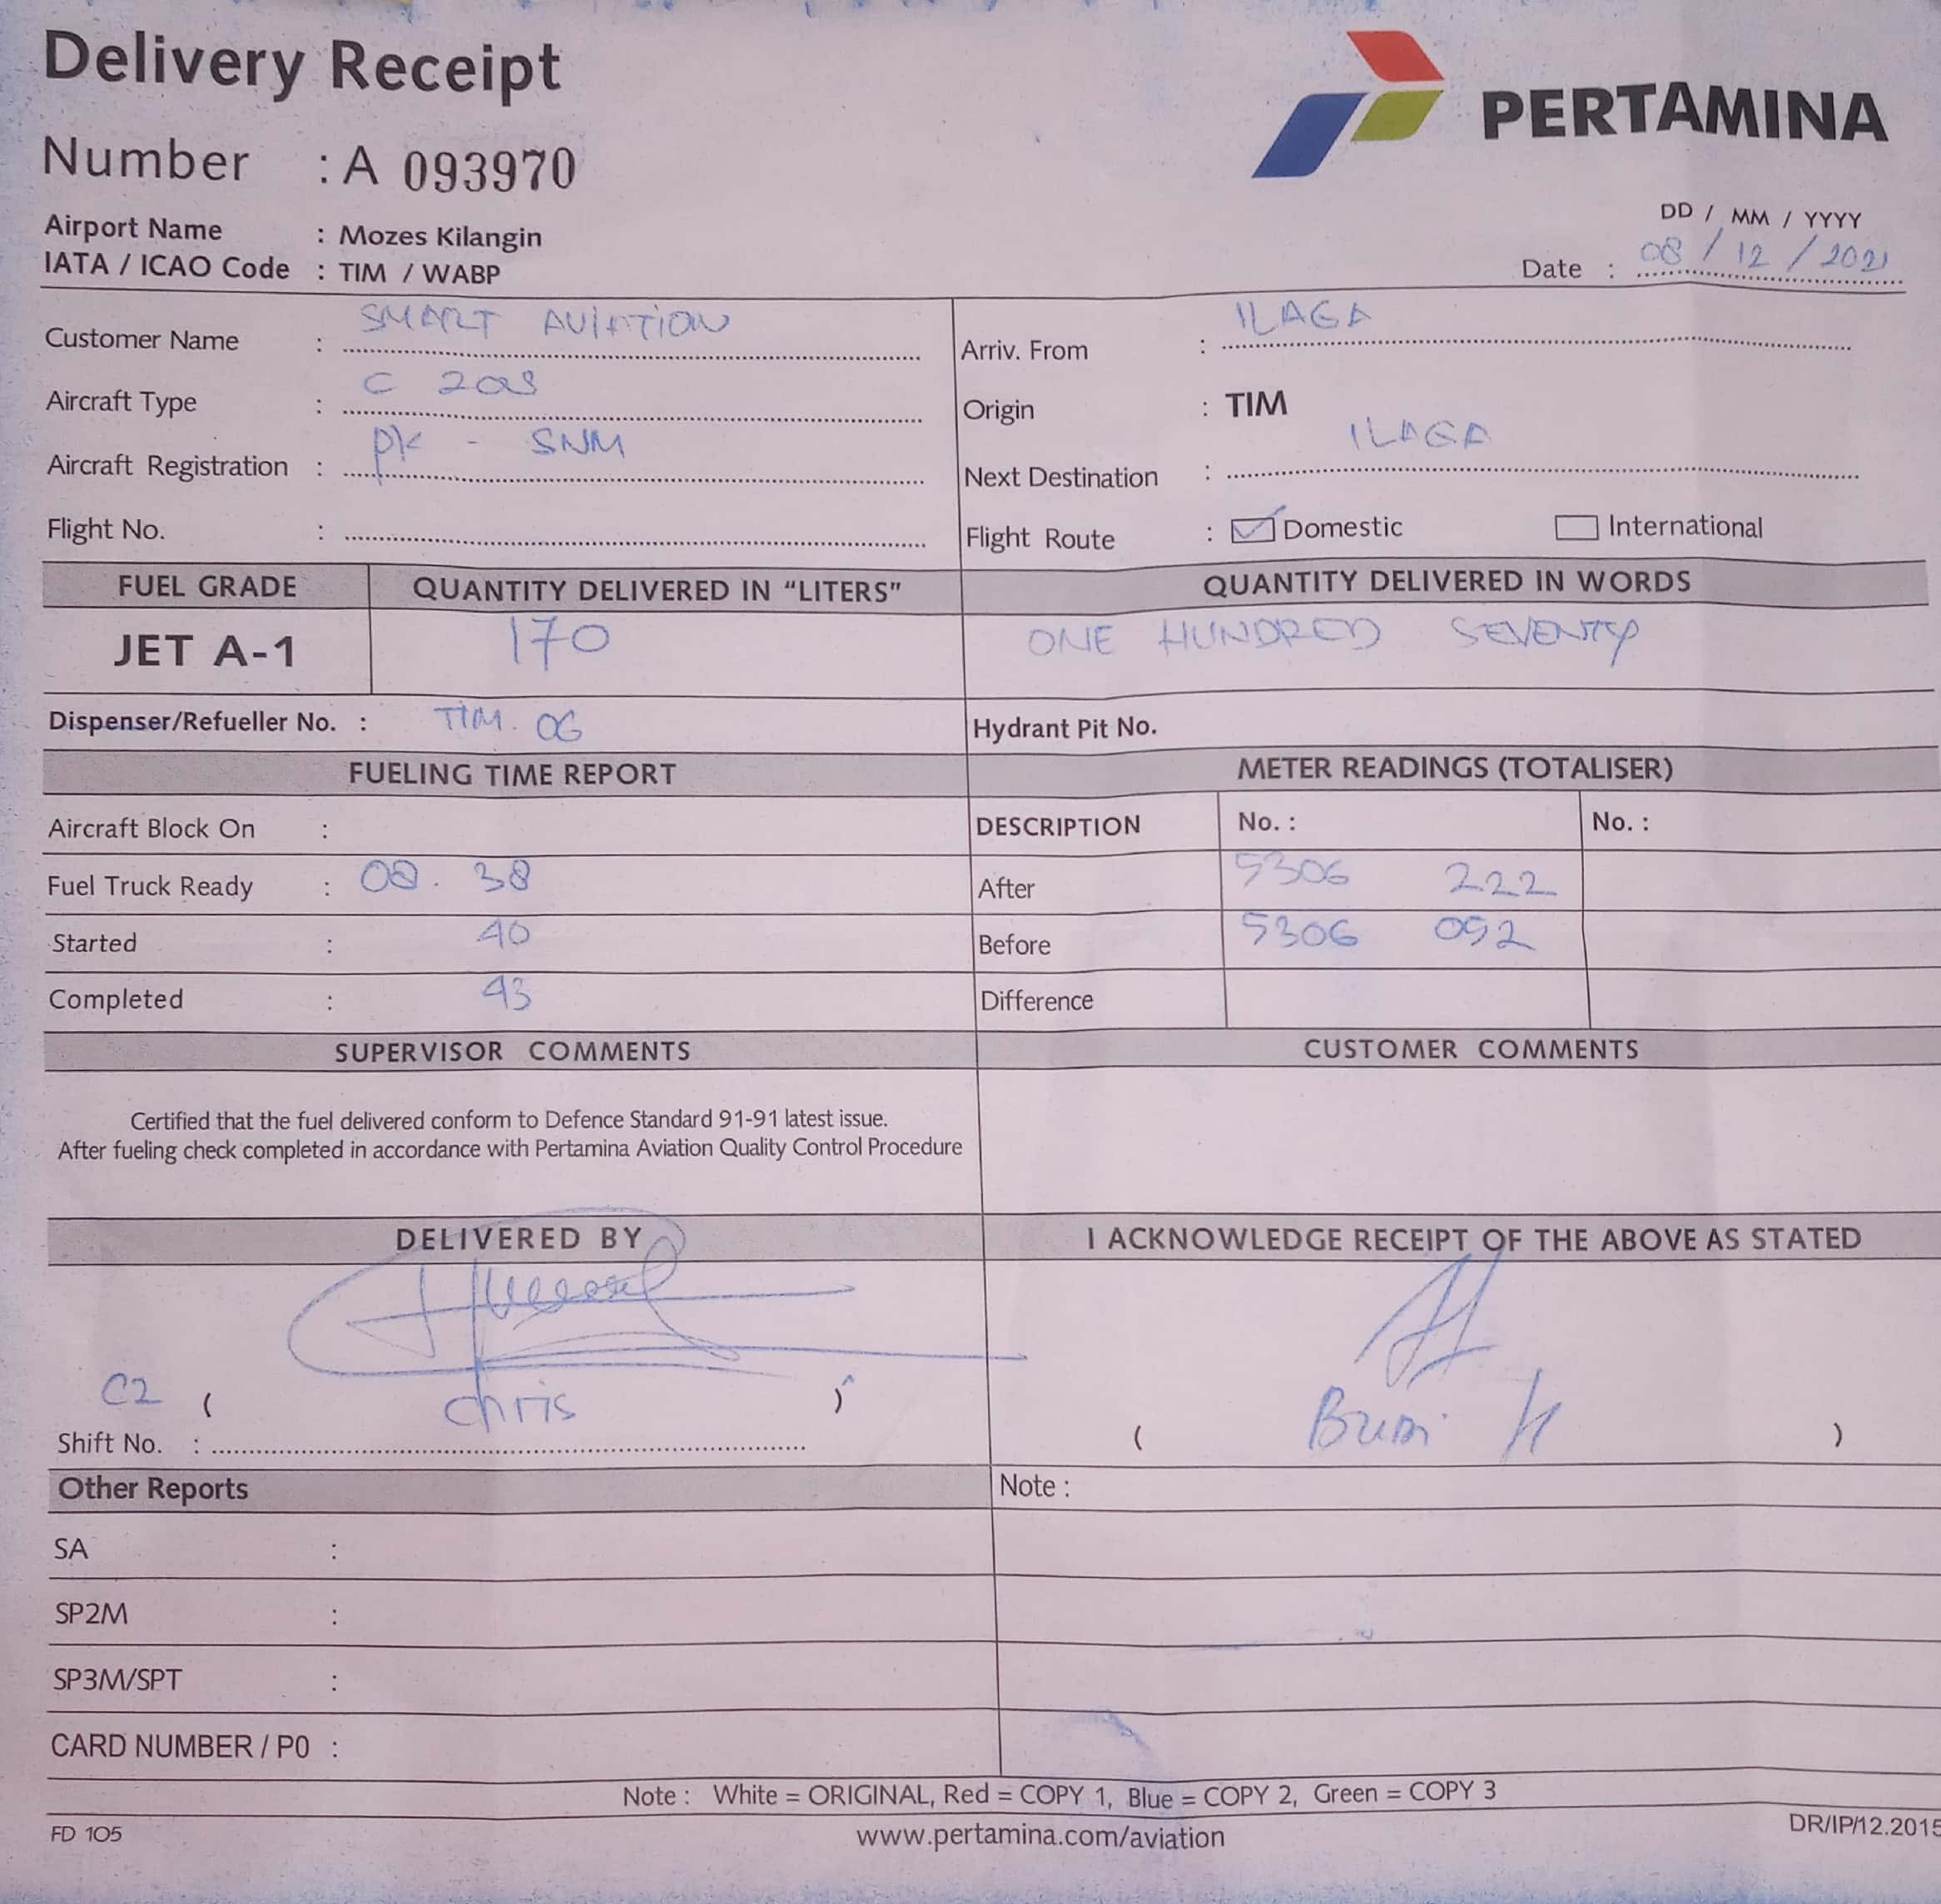 Delivery Receipt
PERTAMINA
Number : A 093970
Airport Name : Mozes Kilangin
IATA / ICAO Code : TIM / WABP
DD / MM / YYYY
Date : 08 / 12 / 2021
Customer Name : SMART AVIATION
Arriv. From : ILAGA
Aircraft Type : C 208
Origin : TIM
Aircraft Registration : PK - SNM
Next Destination : ILAGA
Flight No. :
Flight Route : Domestic International
FUEL GRADE QUANTITY DELIVERED IN “LITERS” QUANTITY DELIVERED IN WORDS
JET A-1 170 ONE HUNDRED SEVENTY
Dispenser/Refueller No. : TIM. 06 Hydrant Pit No.
FUELING TIME REPORT METER READINGS (TOTALISER)
Aircraft Block On : DESCRIPTION No. : No. :
Fuel Truck Ready : 08. 38 After 5306 222
Started : 40 Before 5306 052
Completed : 43 Difference
SUPERVISOR COMMENTS CUSTOMER COMMENTS
Certified that the fuel delivered conform to Defence Standard 91-91 latest issue.
After fueling check completed in accordance with Pertamina Aviation Quality Control Procedure
DELIVERED BY I ACKNOWLEDGE RECEIPT OF THE ABOVE AS STATED
C2 ( chris )
Shift No. : ( )
Other Reports Note :
SA :
SP2M :
SP3M/SPT :
CARD NUMBER / P0 :
Note : White = ORIGINAL, Red = COPY 1, Blue = COPY 2, Green = COPY 3
FD 105 www.pertamina.com/aviation DR/IP/12.2015